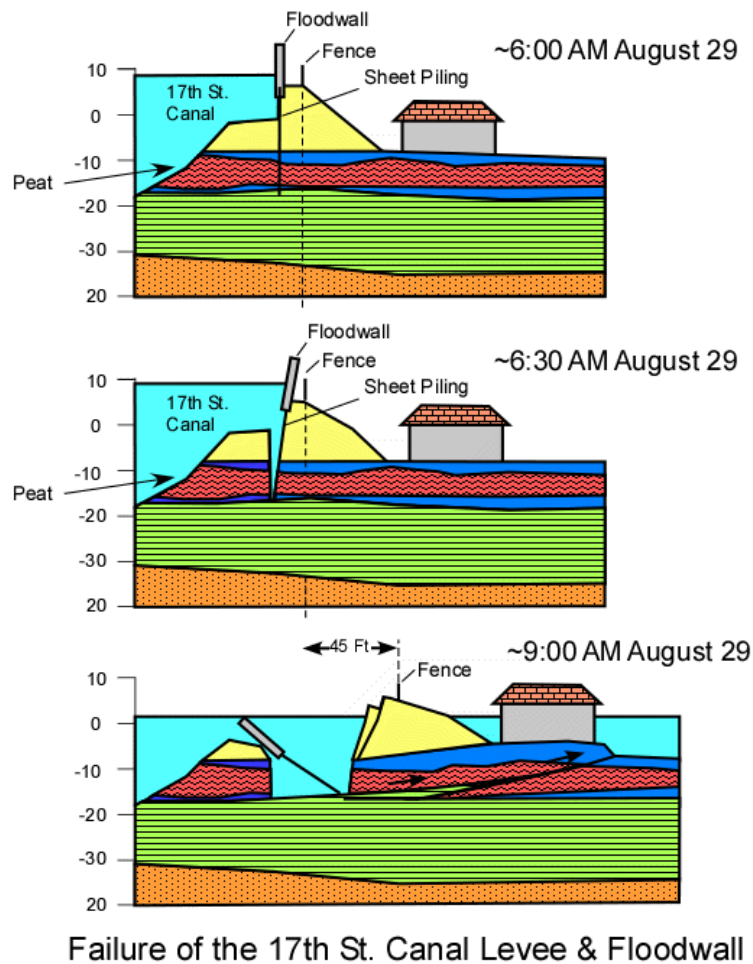 Floodwall
Fence
~6:00 AM August 29
Sheet Piling
17th St.
Canal
Peat
10
0
-10
-20
-30
20
Floodwall
Fence
~6:30 AM August 29
Sheet Piling
17th St.
Canal
Peat
10
0
-10
-20
-30
20
45 Ft
~9:00 AM August 29
Fence
10
0
-10
-20
-30
20
Failure of the 17th St. Canal Levee & Floodwall